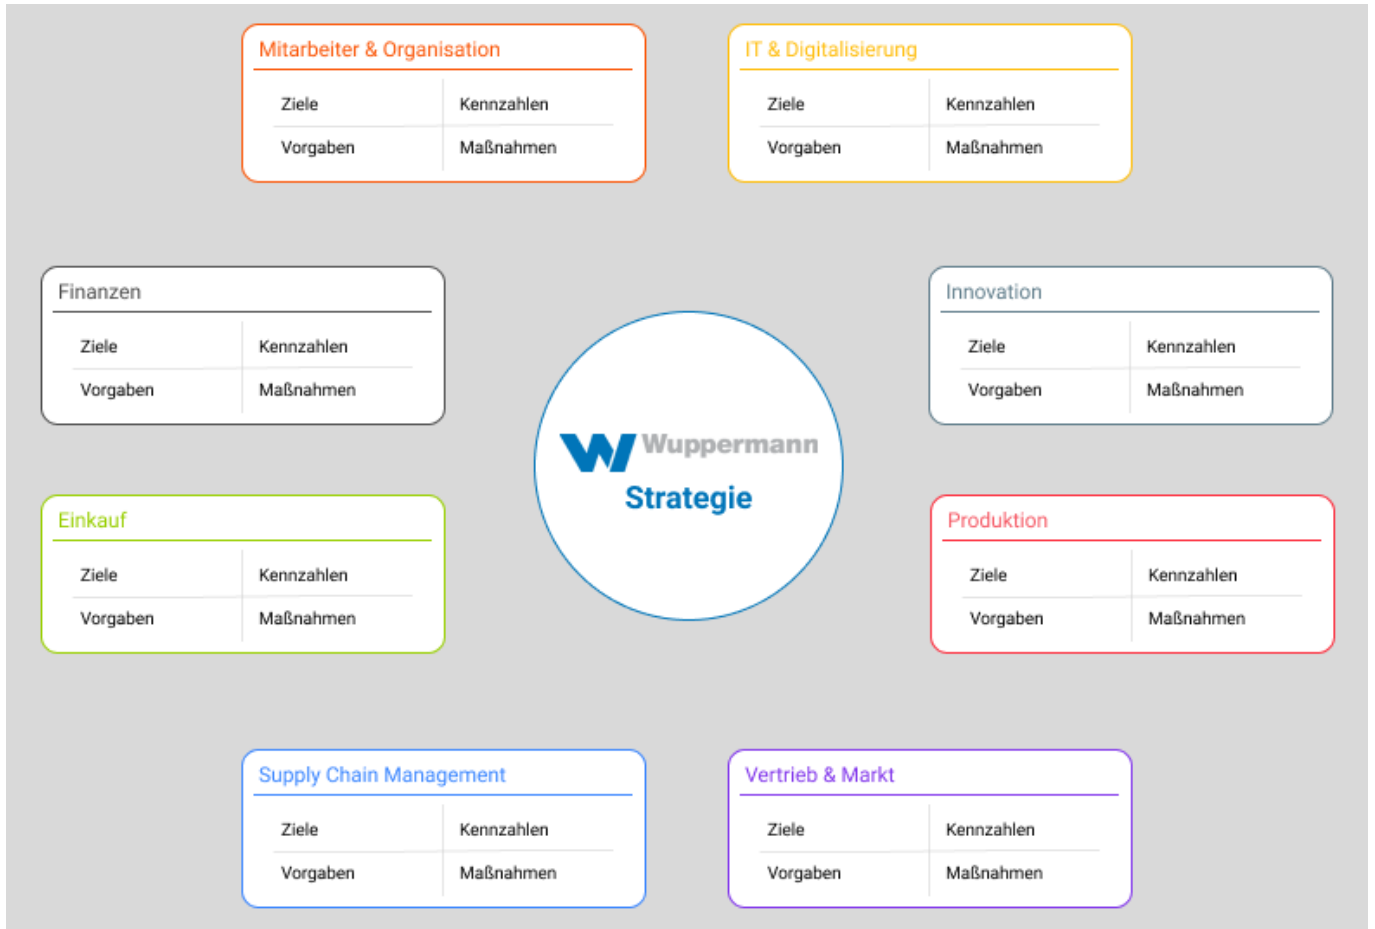 Mitarbeiter & Organisation
Ziele Kennzahlen
Vorgaben Maßnahmen
IT & Digitalisierung
Ziele Kennzahlen
Vorgaben Maßnahmen
Finanzen
Ziele Kennzahlen
Vorgaben Maßnahmen
Innovation
Ziele Kennzahlen
Vorgaben Maßnahmen
W Wuppermann
Strategie
Einkauf
Ziele Kennzahlen
Vorgaben Maßnahmen
Produktion
Ziele Kennzahlen
Vorgaben Maßnahmen
Supply Chain Management
Ziele Kennzahlen
Vorgaben Maßnahmen
Vertrieb & Markt
Ziele Kennzahlen
Vorgaben Maßnahmen